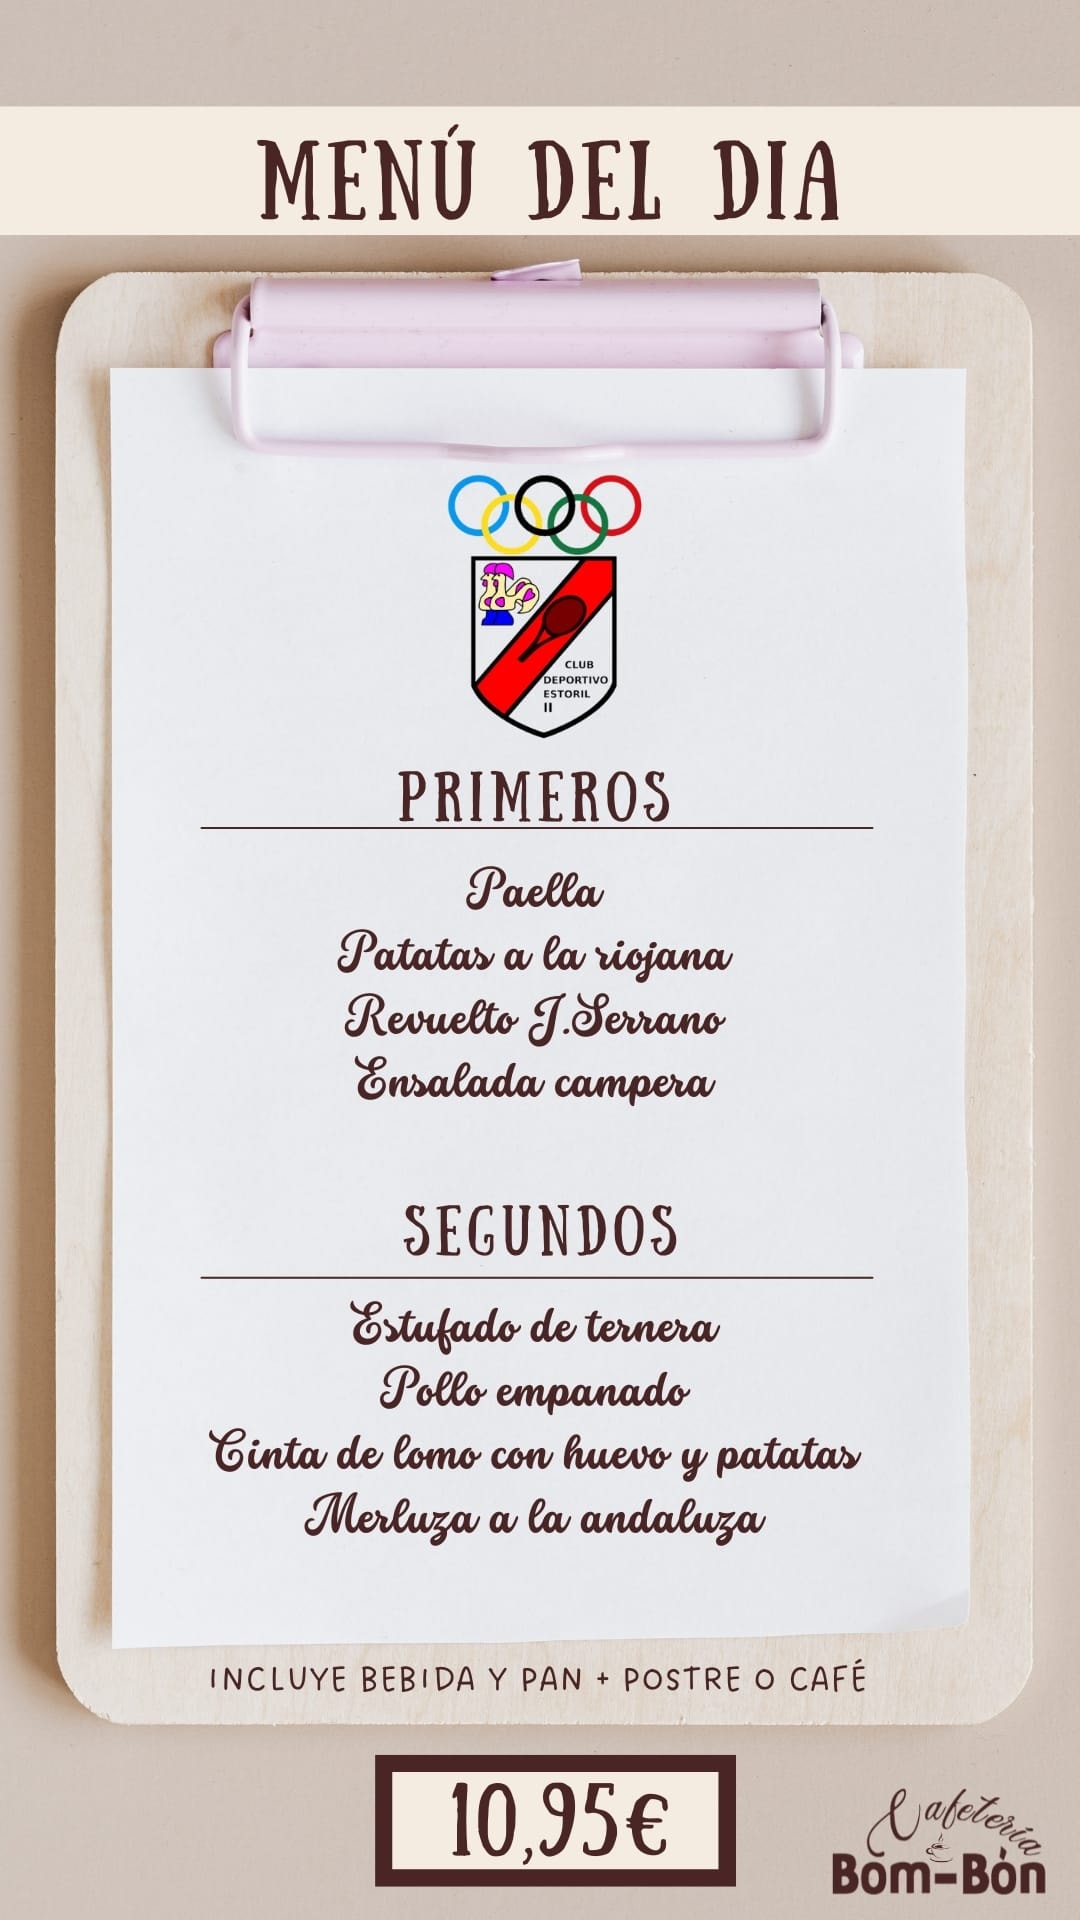 MENÚ DEL DIA
CLUB
DEPORTIVO
ESTORIL
II
PRIMEROS
Paella
Patatas a la riojana
Revuelto J.Serrano
Ensalada campera
SEGUNDOS
Estufado de ternera
Pollo empanado
Cinta de lomo con huevo y patatas
Merluza a la andaluza
INCLUYE BEBIDA Y PAN + POSTRE O CAFÉ
10,95€
Cafetería
Bom-Bòn